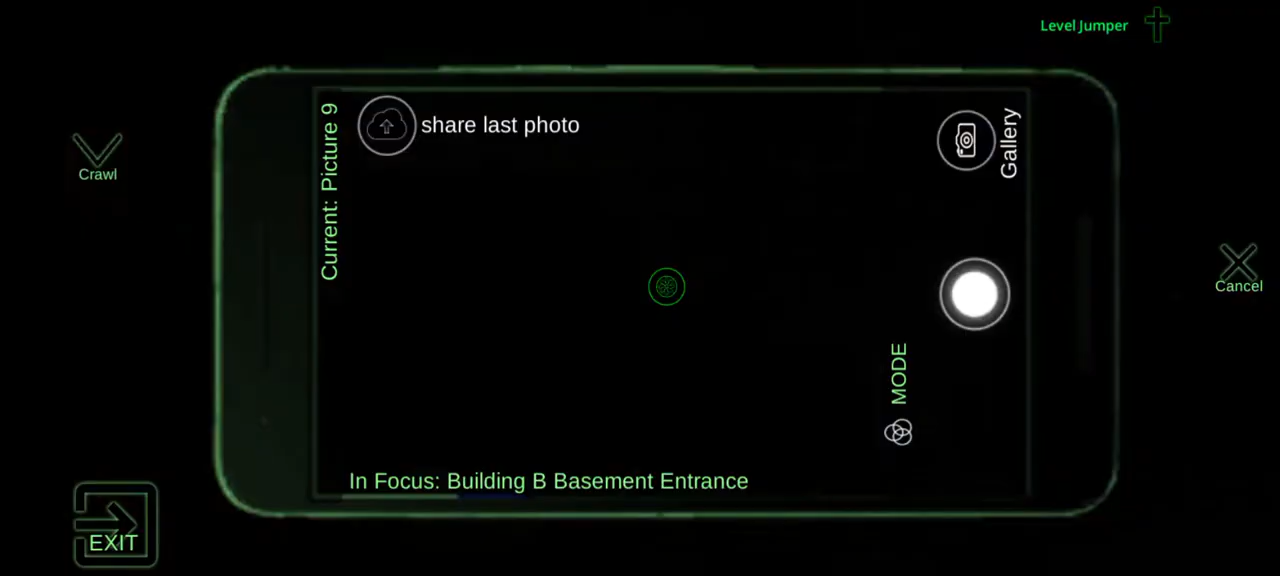 Level Jumper
Crawl
Current: Picture 9
share last photo
Gallery
Cancel
MODE
In Focus: Building B Basement Entrance
EXIT